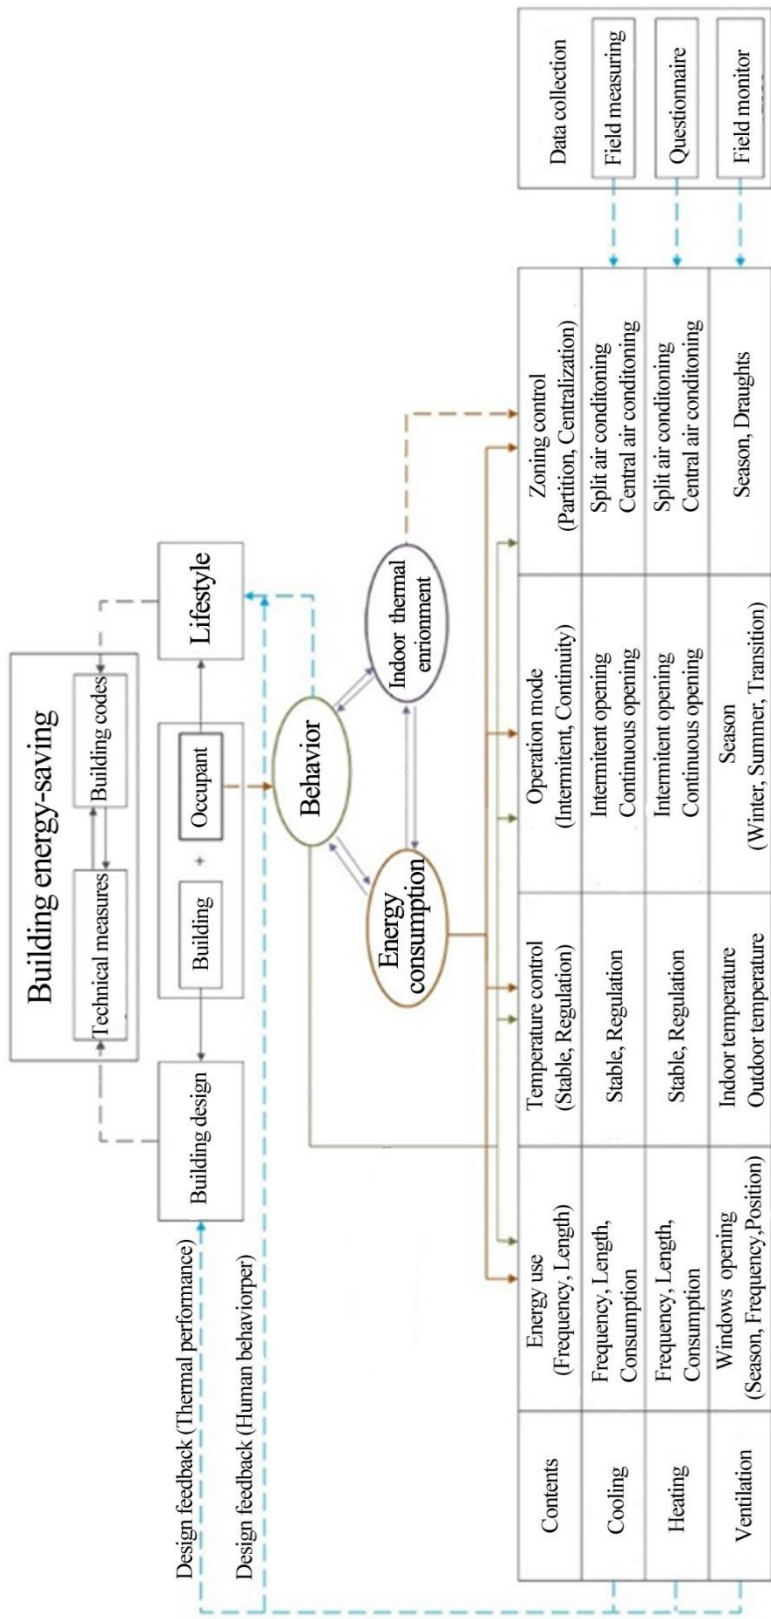 Building energy-saving
Technical measures
Building codes
Building design
Building
+
Occupant
Lifestyle
Design feedback (Thermal performance)
Design feedback (Human behaviorper)
Behavior
Energy
consumption
Indoor thermal
enrionment
Contents
Energy use
(Frequency, Length)
Temperature control
(Stable, Regulation)
Operation mode
(Intermitent, Continuity)
Zoning control
(Partition, Centralization)
Cooling
Frequency, Length,
Consumption
Stable, Regulation
Intermitent opening
Continuous opening
Split air conditioning
Central air conditoning
Heating
Frequency, Length,
Consumption
Stable, Regulation
Intermitent opening
Continuous opening
Split air conditioning
Central air conditoning
Ventilation
Windows opening
(Season, Frequency,Position)
Indoor temperature
Outdoor temperature
Season
(Winter, Summer, Transition)
Season, Draughts
Data collection
Field measuring
Questionnaire
Field monitor